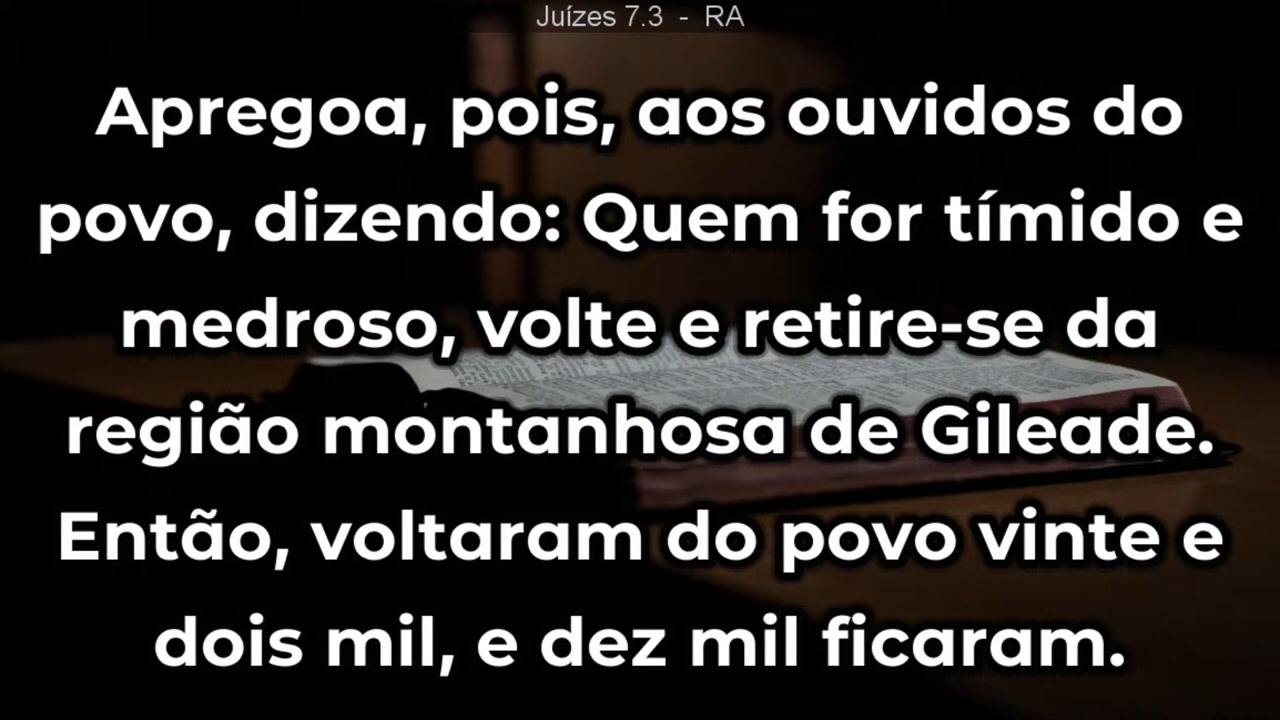 Juízes 7.3 - RA
Apregoa, pois, aos ouvidos do
povo, dizendo: Quem for tímido e
medroso, volte e retire-se da
região montanhosa de Gileade.
Então, voltaram do povo vinte e
dois mil, e dez mil ficaram.